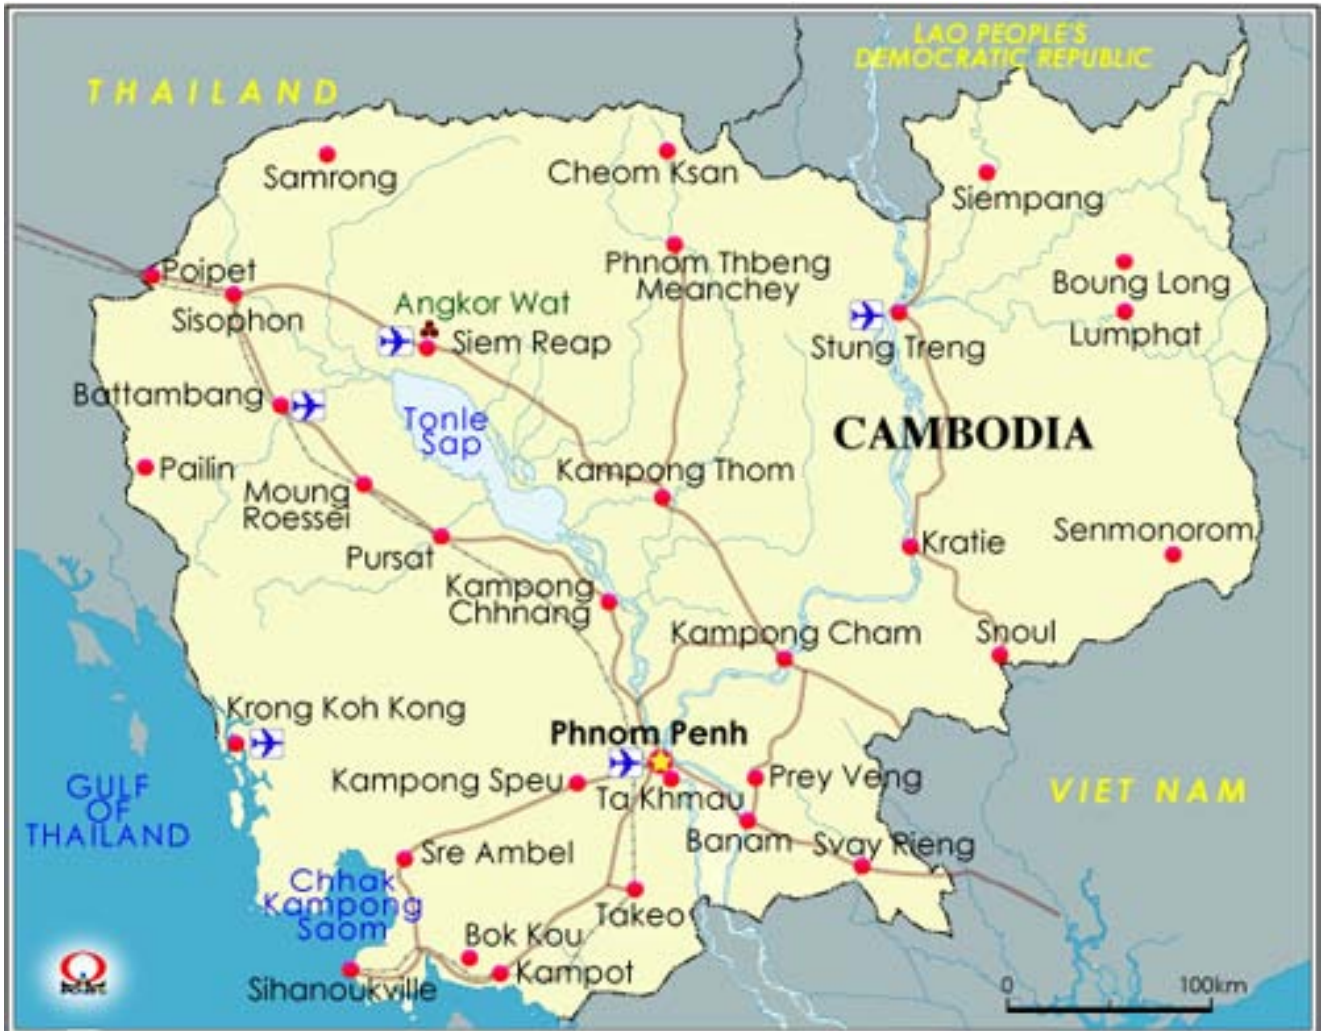 LAO PEOPLE'S
DEMOCRATIC REPUBLIC
THAILAND
Samrong
Cheom Ksan
Siempang
Poipet
Sisophon
Phnom Thbeng
Meanchey
Boung Long
Angkor Wat
Siem Reap
Stung Treng
Lumphat
Battambang
Tonle
Sap
CAMBODIA
Pailin
Kampong Thom
Moung
Roessei
Pursat
Kratie
Senmonorom
Kampong
Chhnang
Kampong Cham
Snoul
Krong Koh Kong
Phnom Penh
GULF
OF
THAILAND
Kampong Speu
Ta Khmau
Prey Veng
VIET NAM
Banam
Svay Rieng
Sre Ambel
Chhak
Kampong
Saom
Takeo
Bok Kou
Kampot
Sihanoukville
0 100km